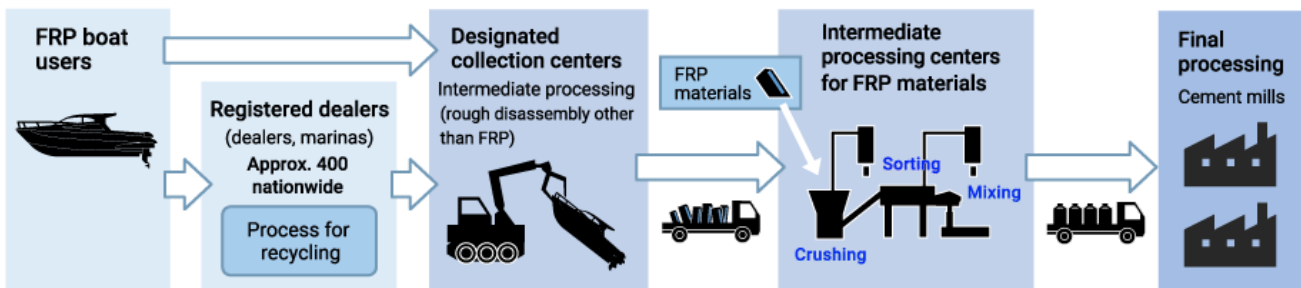 FRP boat
users
Registered dealers
(dealers, marinas)
Approx. 400
nationwide
Process for
recycling
Designated
collection centers
Intermediate processing
(rough disassembly other
than FRP)
FRP
materials
Intermediate
processing centers
for FRP materials
Sorting
Mixing
Crushing
Final
processing
Cement mills